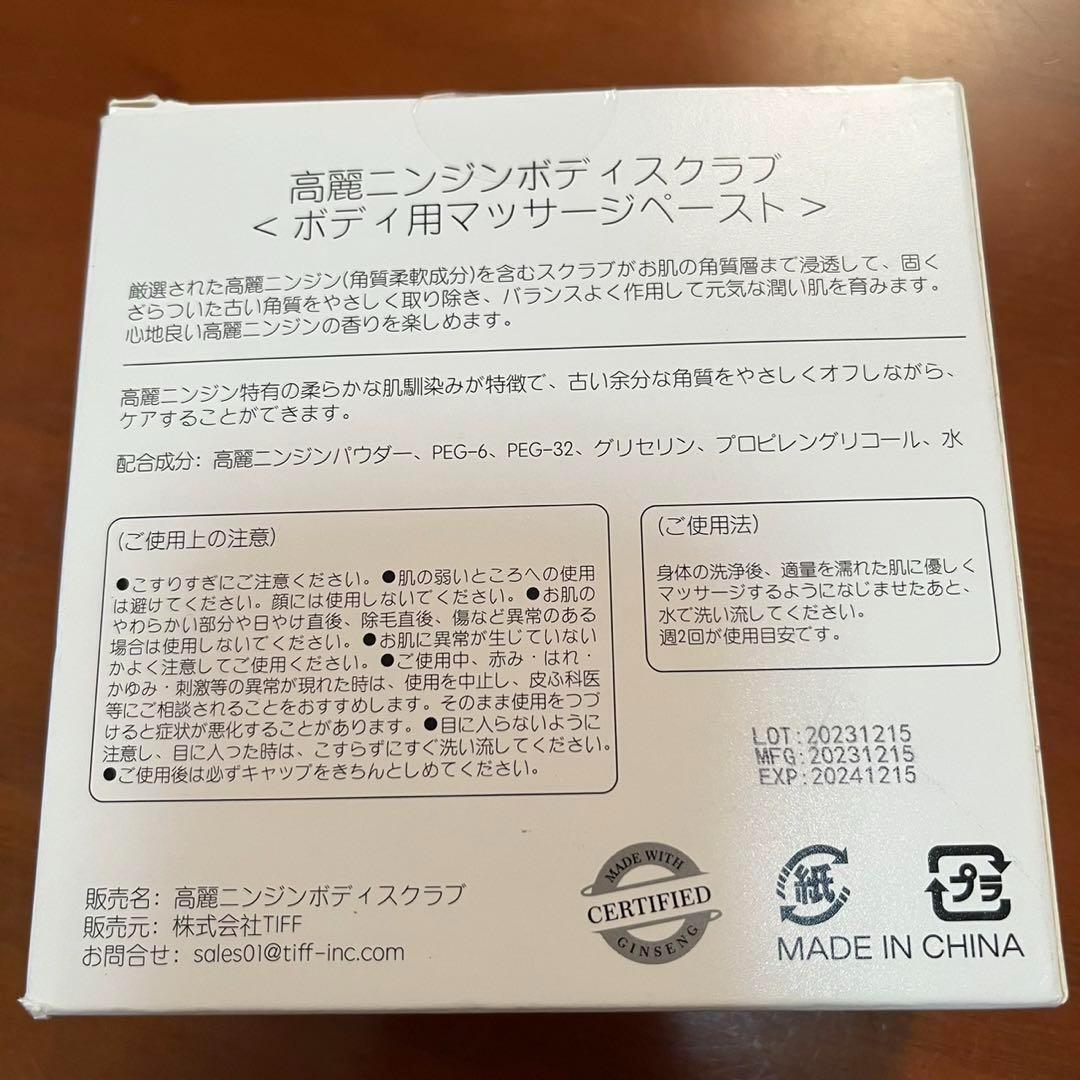 高麗ニンジンボディスクラブ
< ボディ用マッサージペースト >
厳選された高麗ニンジン(角質柔軟成分)を含むスクラブがお肌の角質層まで浸透して、固く
ざらついた古い角質をやさしく取り除き、バランスよく作用して元気な潤い肌を育みます。
心地良い高麗ニンジンの香りを楽しめます。
高麗ニンジン特有の柔らかな肌馴染みが特徴で、古い余分な角質をやさしくオフしながら、
ケアすることができます。
配合成分: 高麗ニンジンパウダー、PEG-6、PEG-32、グリセリン、プロピレングリコール、水
(ご使用上の注意)
●こすりすぎにご注意ください。●肌の弱いところへの使用
は避けてください。顔には使用しないでください。●お肌の
やわらかい部分や日やけ直後、除毛直後、傷など異常のある
場合は使用しないでください。●お肌に異常が生じていない
かよく注意してご使用ください。●ご使用中、赤み・はれ・
かゆみ・刺激等の異常が現れた時は、使用を中止し、皮ふ科医
等にご相談されることをおすすめします。そのまま使用をつづ
けると症状が悪化することがあります。●目に入らないように
注意し、目に入つた時は、こすらずにすぐ洗い流してください。
●ご使用後は必ずキャップをきちんとしめてください。
(ご使用法)
身体の洗浄後、適量を濡れた肌に優しく
マッサージするようになじませたあと、
水で洗い流してください。
週2回が使用目安です。
LOT:20231215
MFG:20231215
EXP:20241215
販売名: 高麗ニンジンボディスクラブ
販売元: 株式会社TIFF
お問合せ: sales01@tiff-inc.com
MADE WITH
CERTIFIED
GINSENG
紙
プラ
MADE IN CHINA